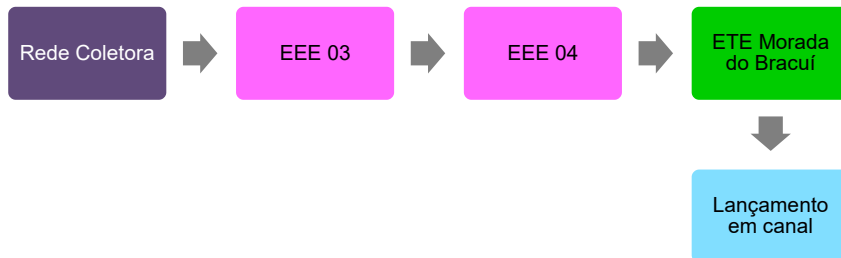 Rede Coletora
EEE 03
EEE 04
ETE Morada
do Bracuí
Lançamento
em canal